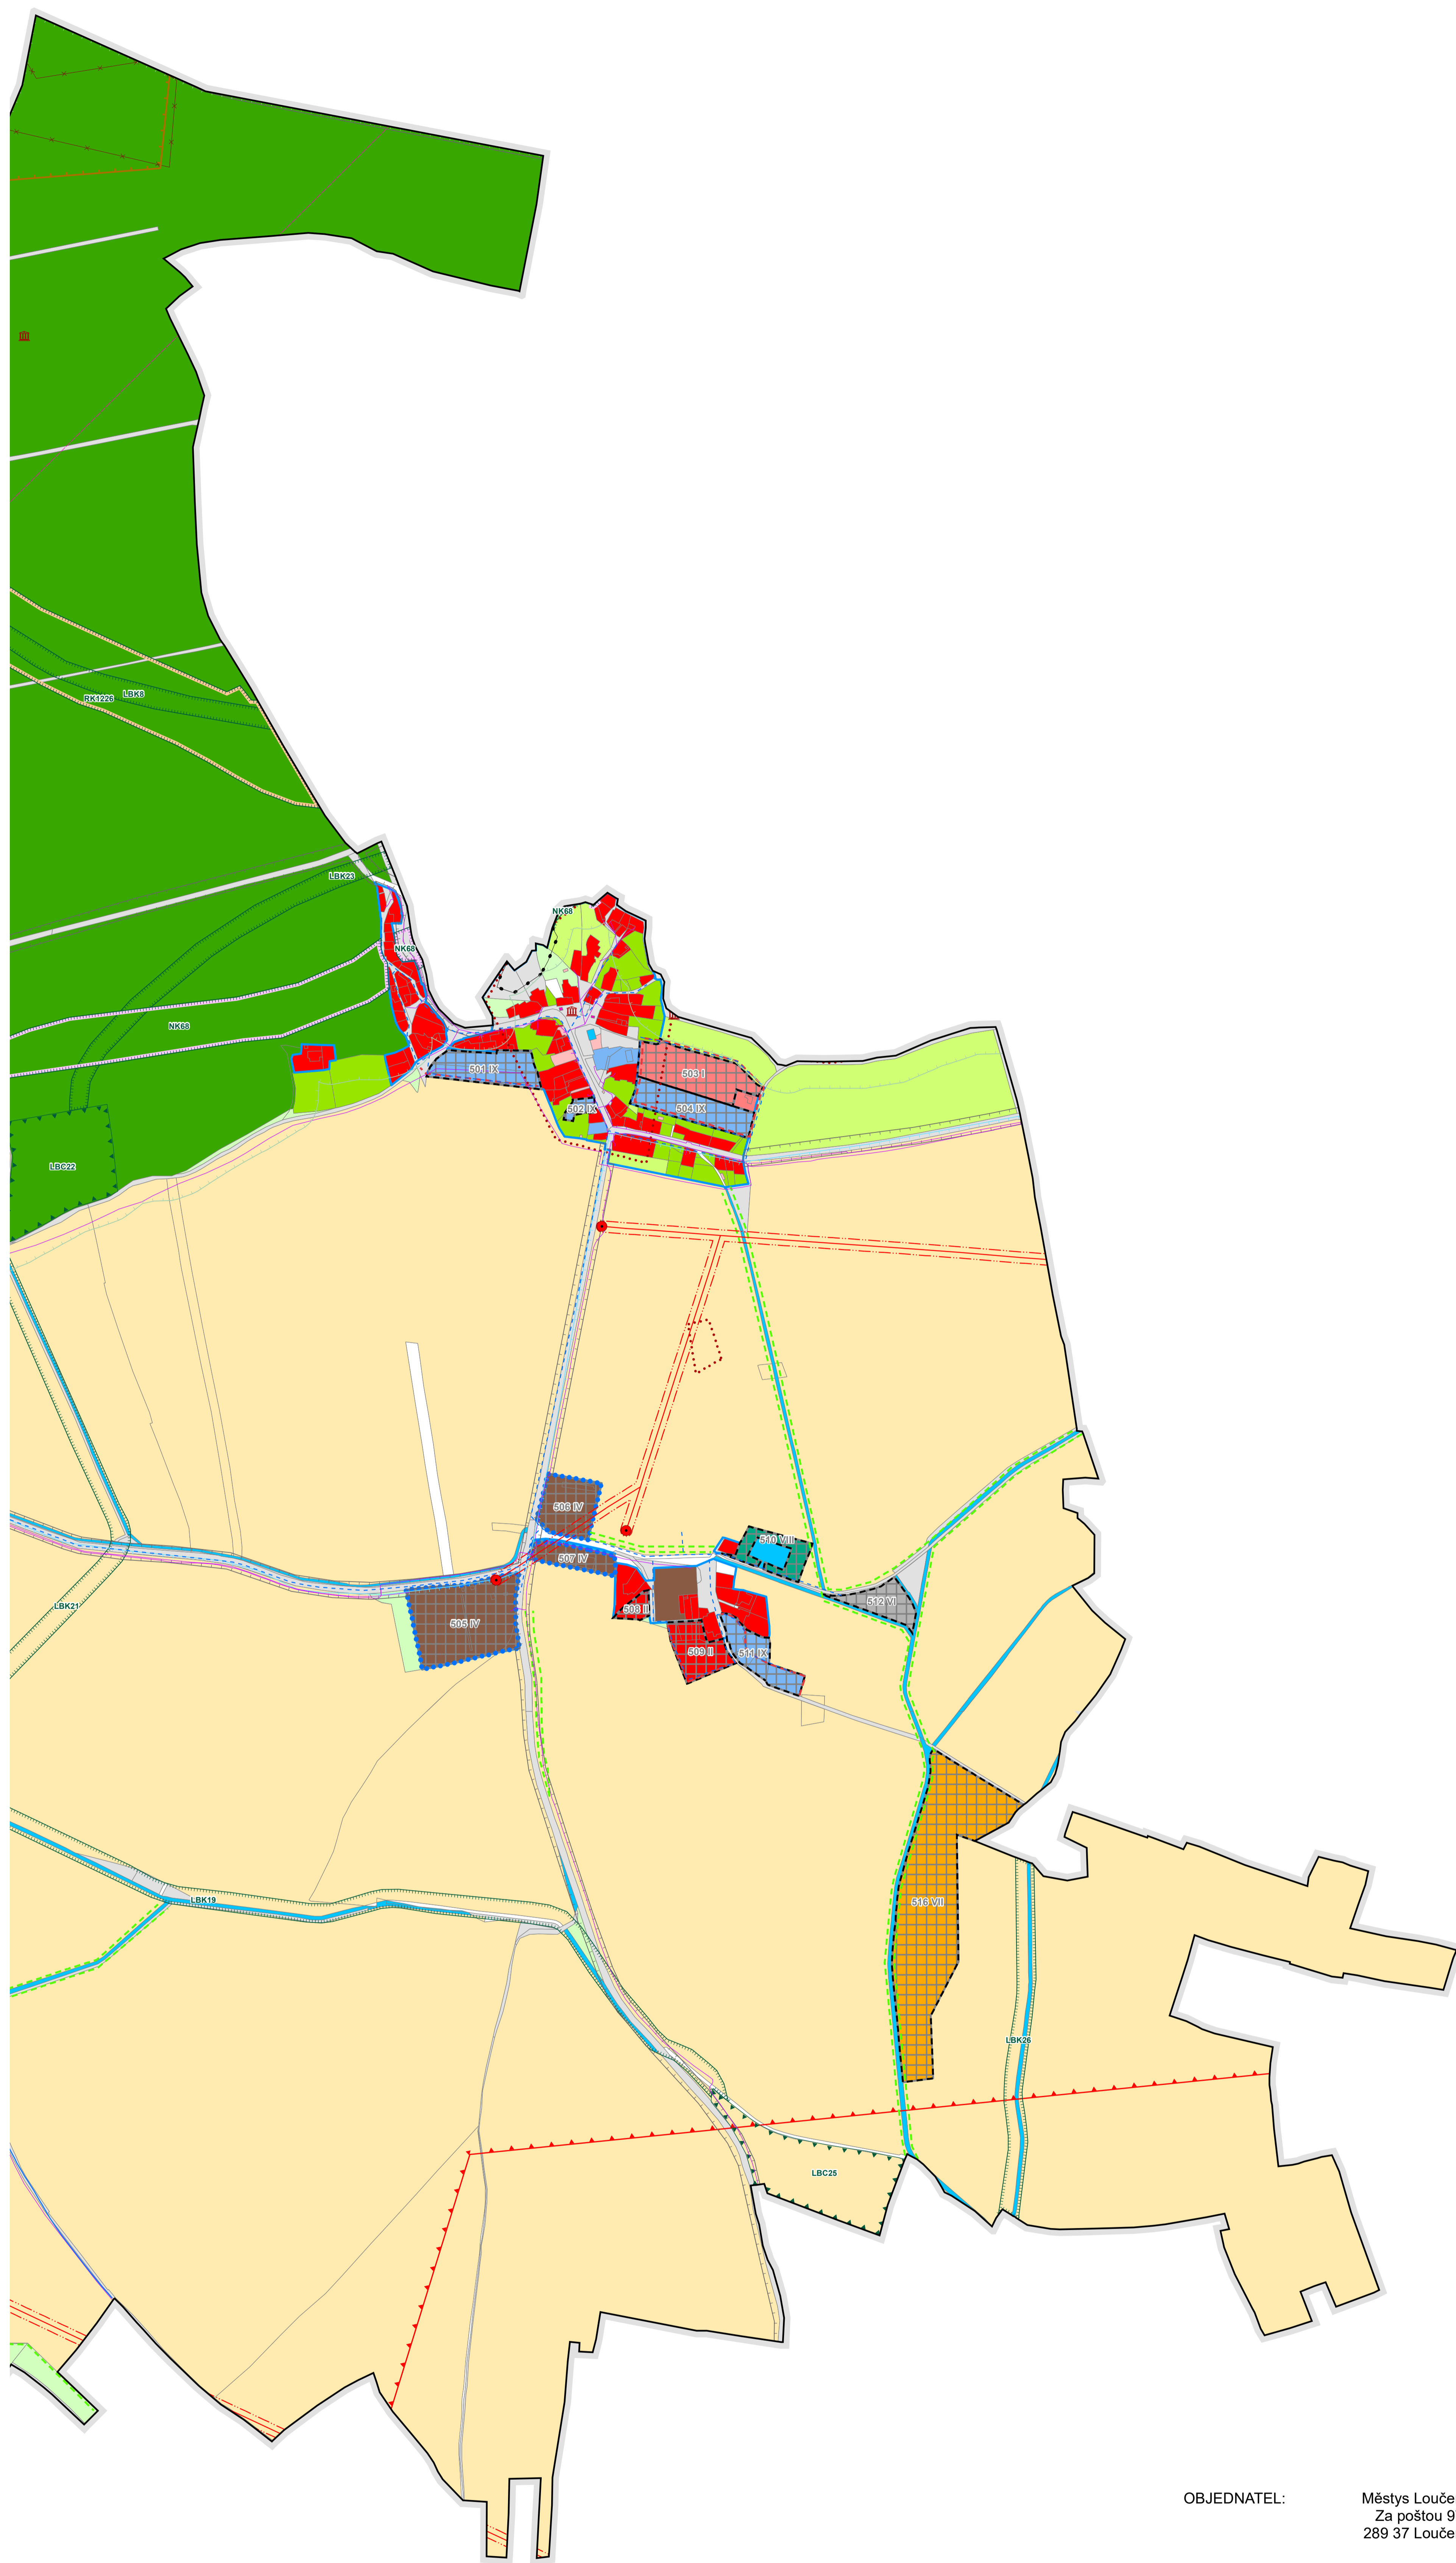 RK1226
LBK8
LBK23
NK68
NK68
NK68
501 IX
503 I
502 IX
504 IX
LBC22
506 IV
510 VIII
507 IV
512 VI
LBK21
508 II
505 IV
509 II
511 IX
LBK19
516 VII
LBK26
LBC25
OBJEDNATEL:
Městys Louče
Za poštou 9
289 37 Louče